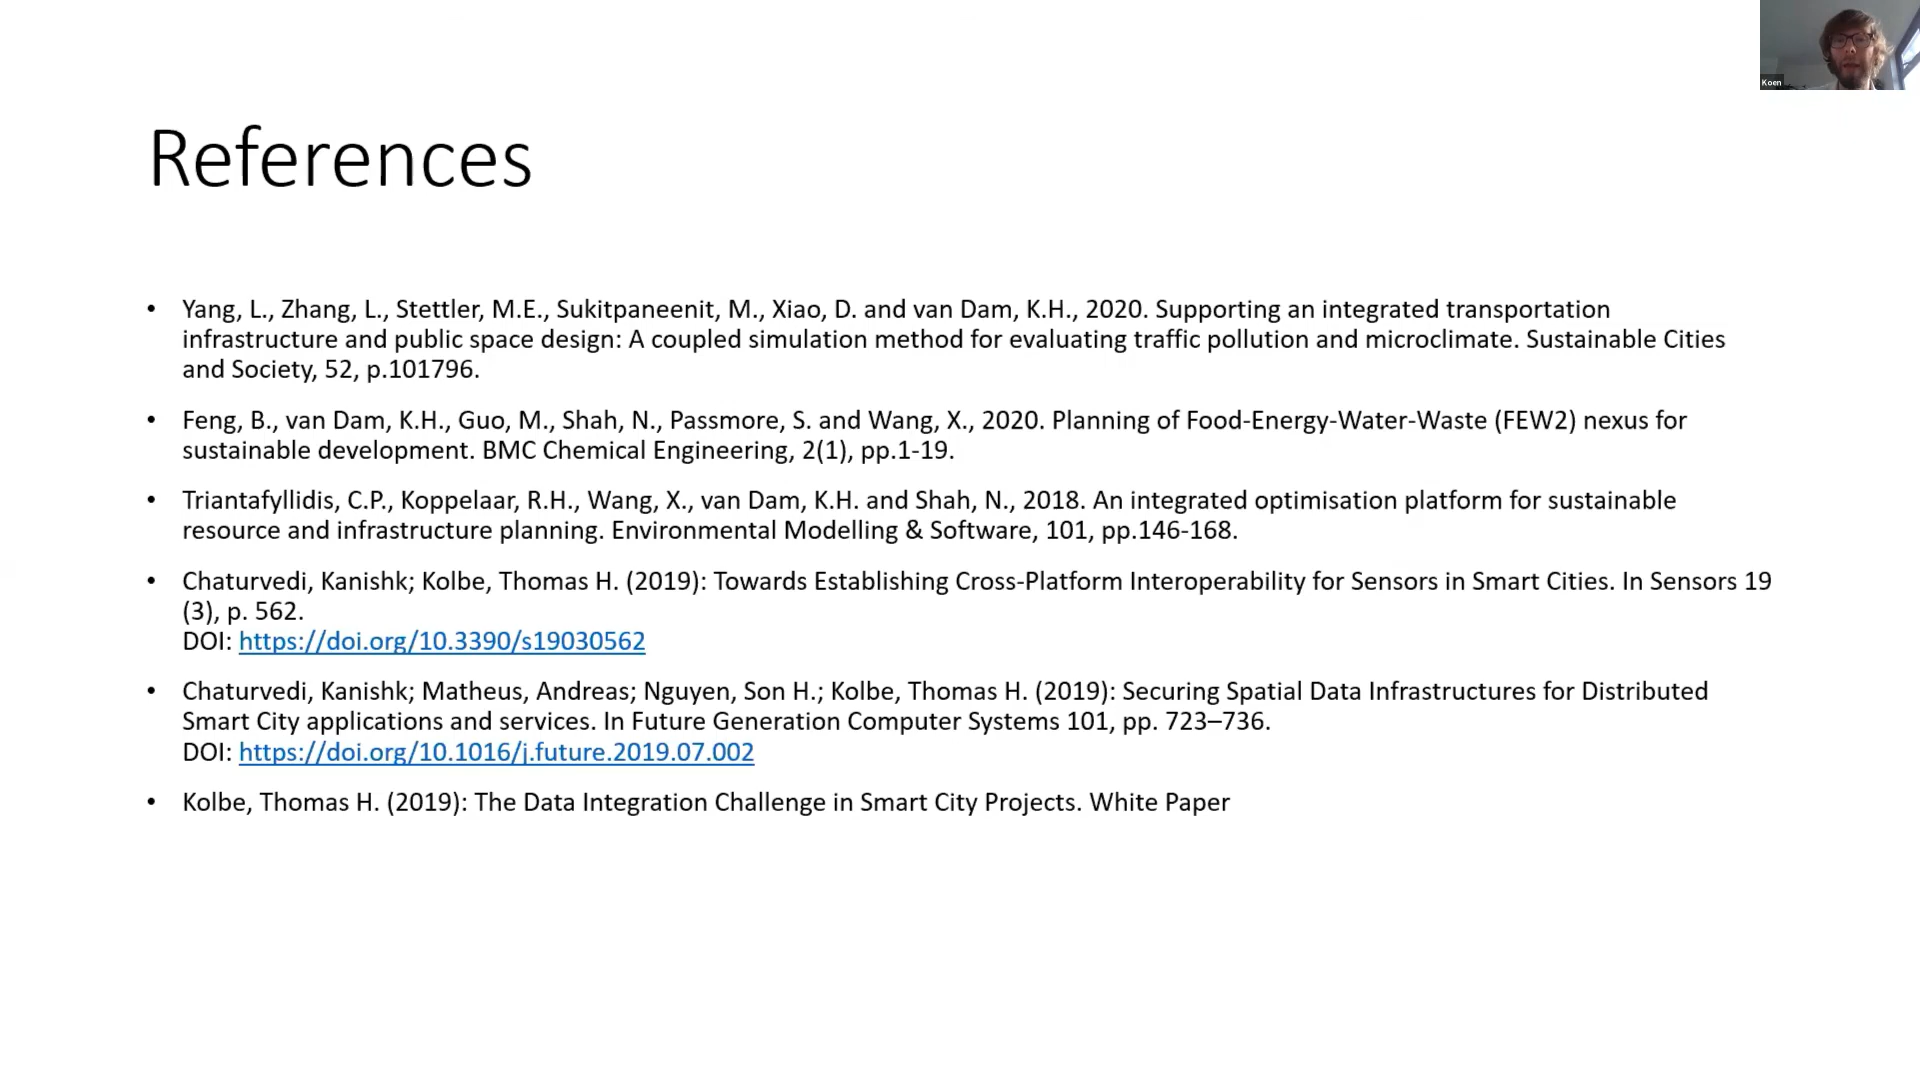 Koen
References
• Yang, L., Zhang, L., Stettler, M.E., Sukitpaneenit, M., Xiao, D. and van Dam, K.H., 2020. Supporting an integrated transportation
infrastructure and public space design: A coupled simulation method for evaluating traffic pollution and microclimate. Sustainable Cities
and Society, 52, p.101796.
• Feng, B., van Dam, K.H., Guo, M., Shah, N., Passmore, S. and Wang, X., 2020. Planning of Food-Energy-Water-Waste (FEW2) nexus for
sustainable development. BMC Chemical Engineering, 2(1), pp.1-19.
• Triantafyllidis, C.P., Koppelaar, R.H., Wang, X., van Dam, K.H. and Shah, N., 2018. An integrated optimisation platform for sustainable
resource and infrastructure planning. Environmental Modelling & Software, 101, pp.146-168.
• Chaturvedi, Kanishk; Kolbe, Thomas H. (2019): Towards Establishing Cross-Platform Interoperability for Sensors in Smart Cities. In Sensors 19
(3), p. 562.
DOI: https://doi.org/10.3390/s19030562
• Chaturvedi, Kanishk; Matheus, Andreas; Nguyen, Son H.; Kolbe, Thomas H. (2019): Securing Spatial Data Infrastructures for Distributed
Smart City applications and services. In Future Generation Computer Systems 101, pp. 723–736.
DOI: https://doi.org/10.1016/j.future.2019.07.002
• Kolbe, Thomas H. (2019): The Data Integration Challenge in Smart City Projects. White Paper